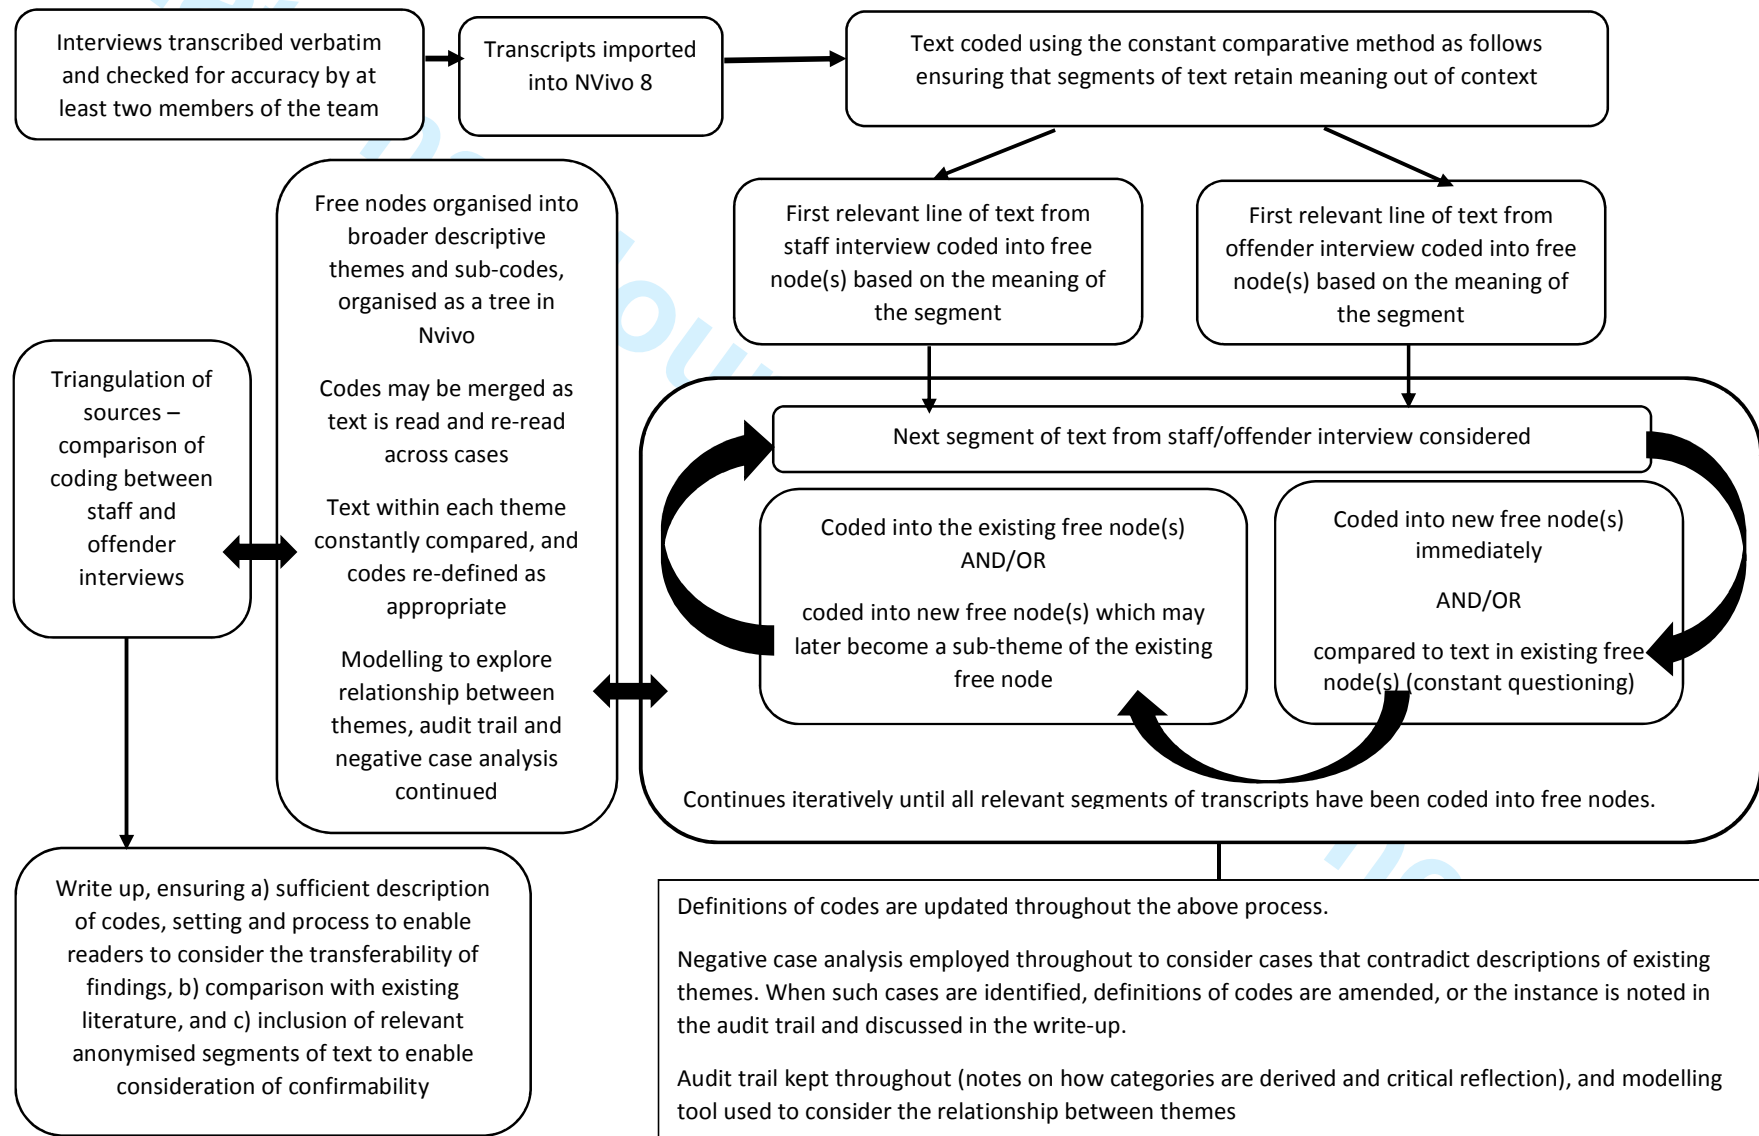 Interviews transcribed verbatim
and checked for accuracy by at
least two members of the team
Transcripts imported
into NVivo 8
Text coded using the constant comparative method as follows
ensuring that segments of text retain meaning out of context
First relevant line of text from
staff interview coded into free
node(s) based on the meaning of
the segment
First relevant line of text from
offender interview coded into free
node(s) based on the meaning of
the segment
Next segment of text from staff/offender interview considered
Coded into new free node(s)
immediately
AND/OR
compared to text in existing free
node(s) (constant questioning)
Coded into the existing free node(s)
AND/OR
coded into new free node(s) which may
later become a sub-theme of the existing
free node
Continues iteratively until all relevant segments of transcripts have been coded into free nodes.
Definitions of codes are updated throughout the above process.
Negative case analysis employed throughout to consider cases that contradict descriptions of existing
themes. When such cases are identified, definitions of codes are amended, or the instance is noted in
the audit trail and discussed in the write-up.
Audit trail kept throughout (notes on how categories are derived and critical reflection), and modelling
tool used to consider the relationship between themes
Free nodes organised into
broader descriptive
themes and sub-codes,
organised as a tree in
Nvivo
Codes may be merged as
text is read and re-read
across cases
Text within each theme
constantly compared, and
codes re-defined as
appropriate
Modelling to explore
relationship between
themes, audit trail and
negative case analysis
continued
Triangulation of
sources –
comparison of
coding between
staff and
offender
interviews
Write up, ensuring a) sufficient description
of codes, setting and process to enable
readers to consider the transferability of
findings, b) comparison with existing
literature, and c) inclusion of relevant
anonymised segments of text to enable
consideration of confirmability